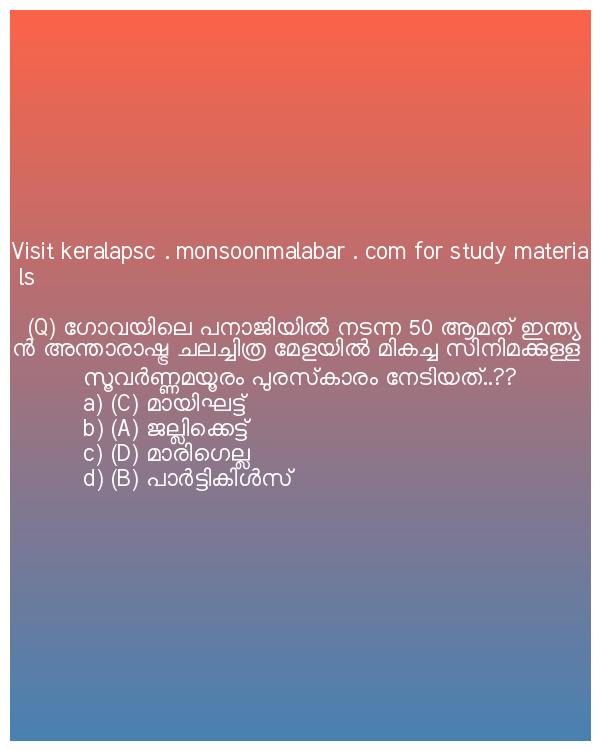 Visit keralapsc . monsoonmalabar . com for study materia
ls
(Q) ഗോവയിലെ പനാജിയിൽ നടന്ന 50 ആമത് ഇന്ത്യ
ൻ അന്താരാഷ്ട്ര ചലച്ചിത്ര മേളയിൽ മികച്ച സിനിമക്കുള്ള
സൂവർണ്ണമയൂരം പുരസ്കാരം നേടിയത്..??
a) (C) മായിഘട്ട്
b) (A) ജല്ലിക്കെട്ട്
c) (D) മാരിഗെല്ല
d) (B) പാർട്ടികിൾസ്